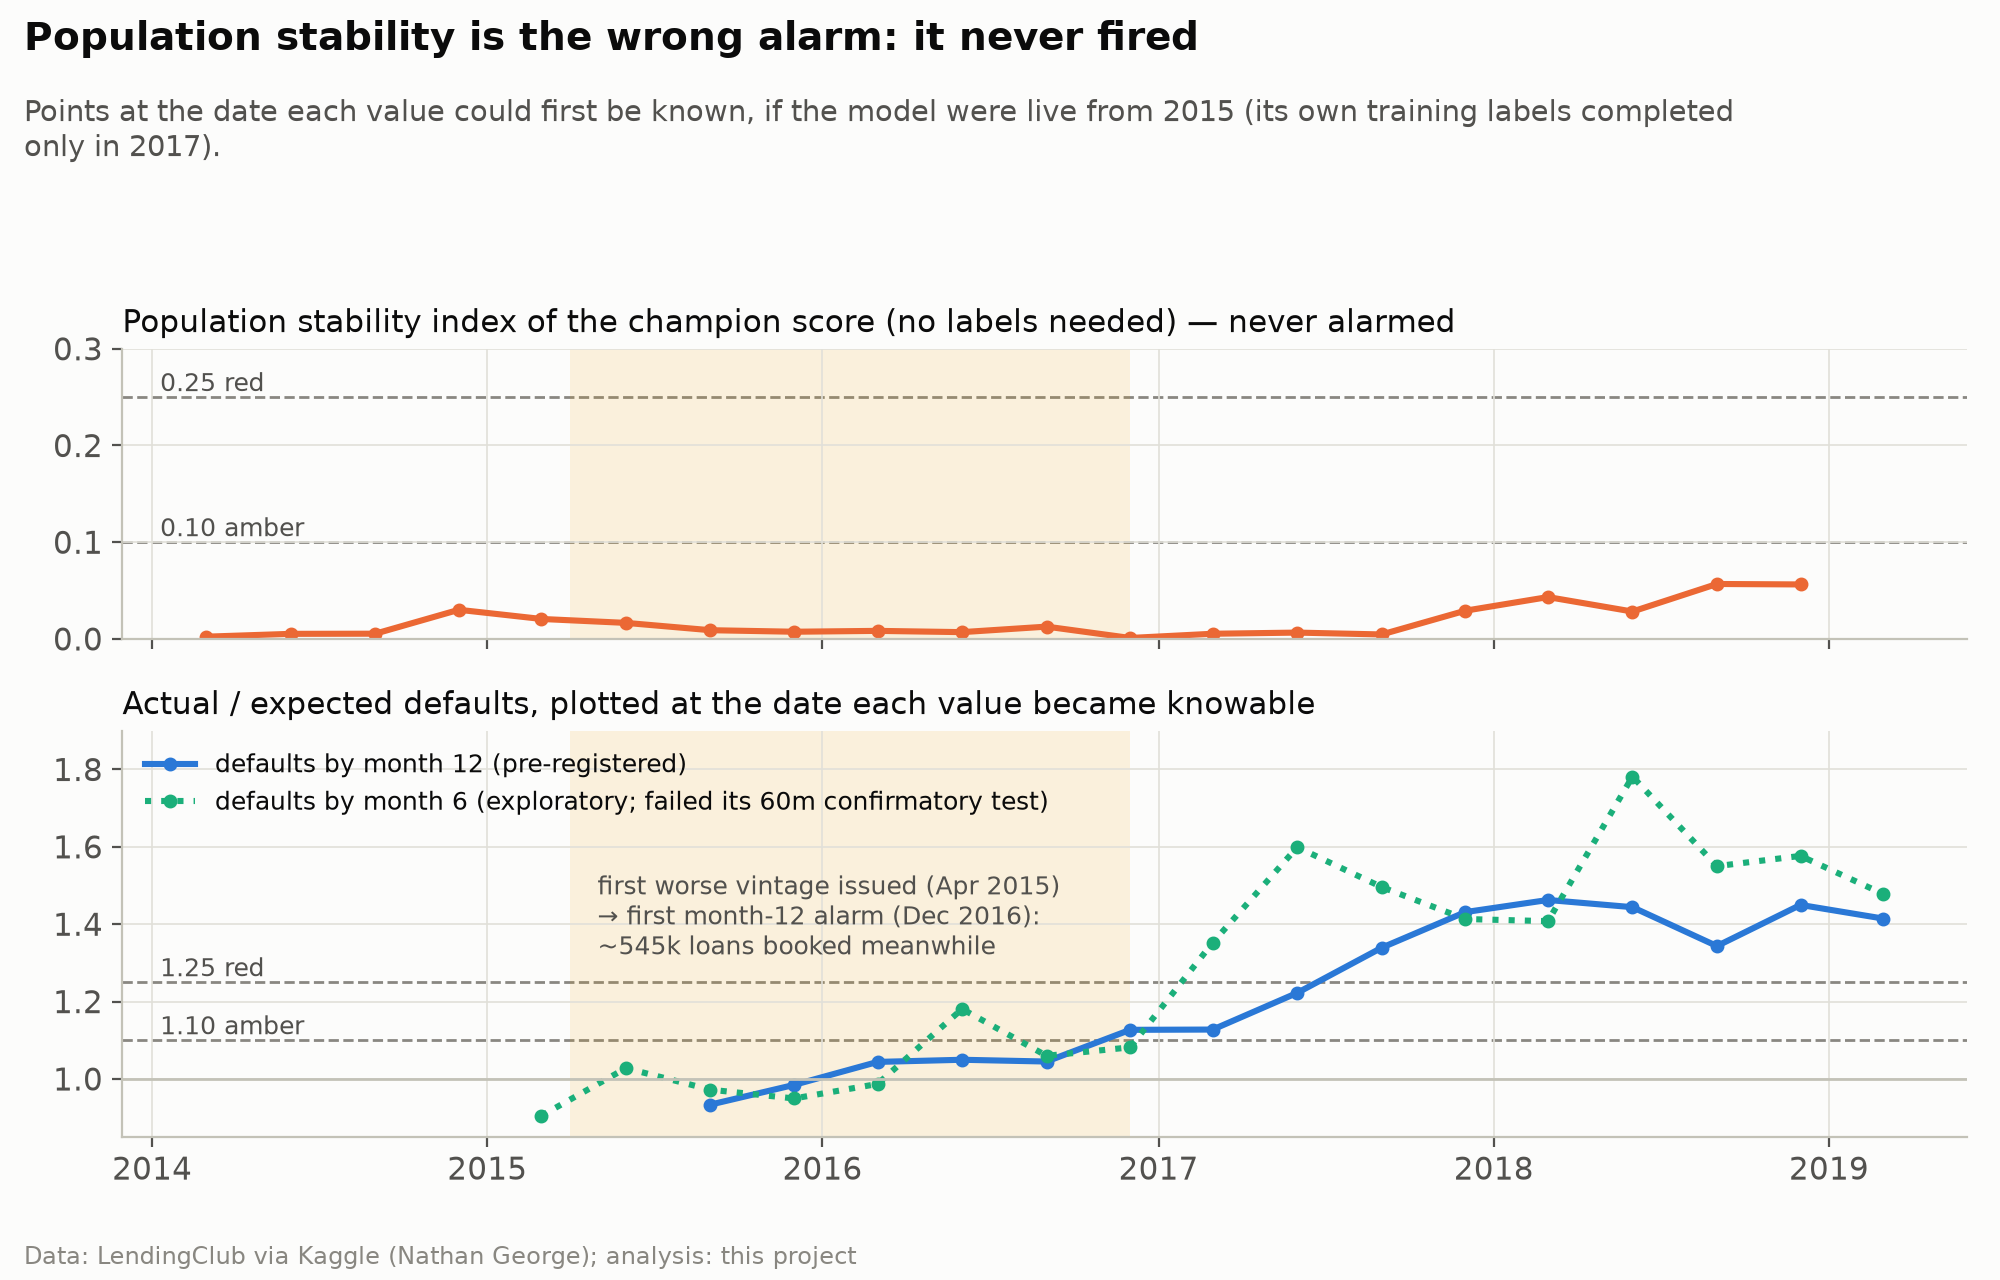 Population stability is the wrong alarm: it never fired
Points at the date each value could first be known, if the model were live from 2015 (its own training labels completed
only in 2017).
Population stability index of the champion score (no labels needed) — never alarmed
0.3
0.25 red
0.2
0.10 amber
0.1
0.0
Actual / expected defaults, plotted at the date each value became knowable
defaults by month 12 (pre-registered)
1.8
defaults by month 6 (exploratory; failed its 60m confirmatory test)
1.6
first worse vintage issued (Apr 2015)
→ first month-12 alarm (Dec 2016):
~545k loans booked meanwhile
1.4
1.25 red
1.2
1.10 amber
1.0
2014 2015 2016 2017 2018 2019
Data: LendingClub via Kaggle (Nathan George); analysis: this project